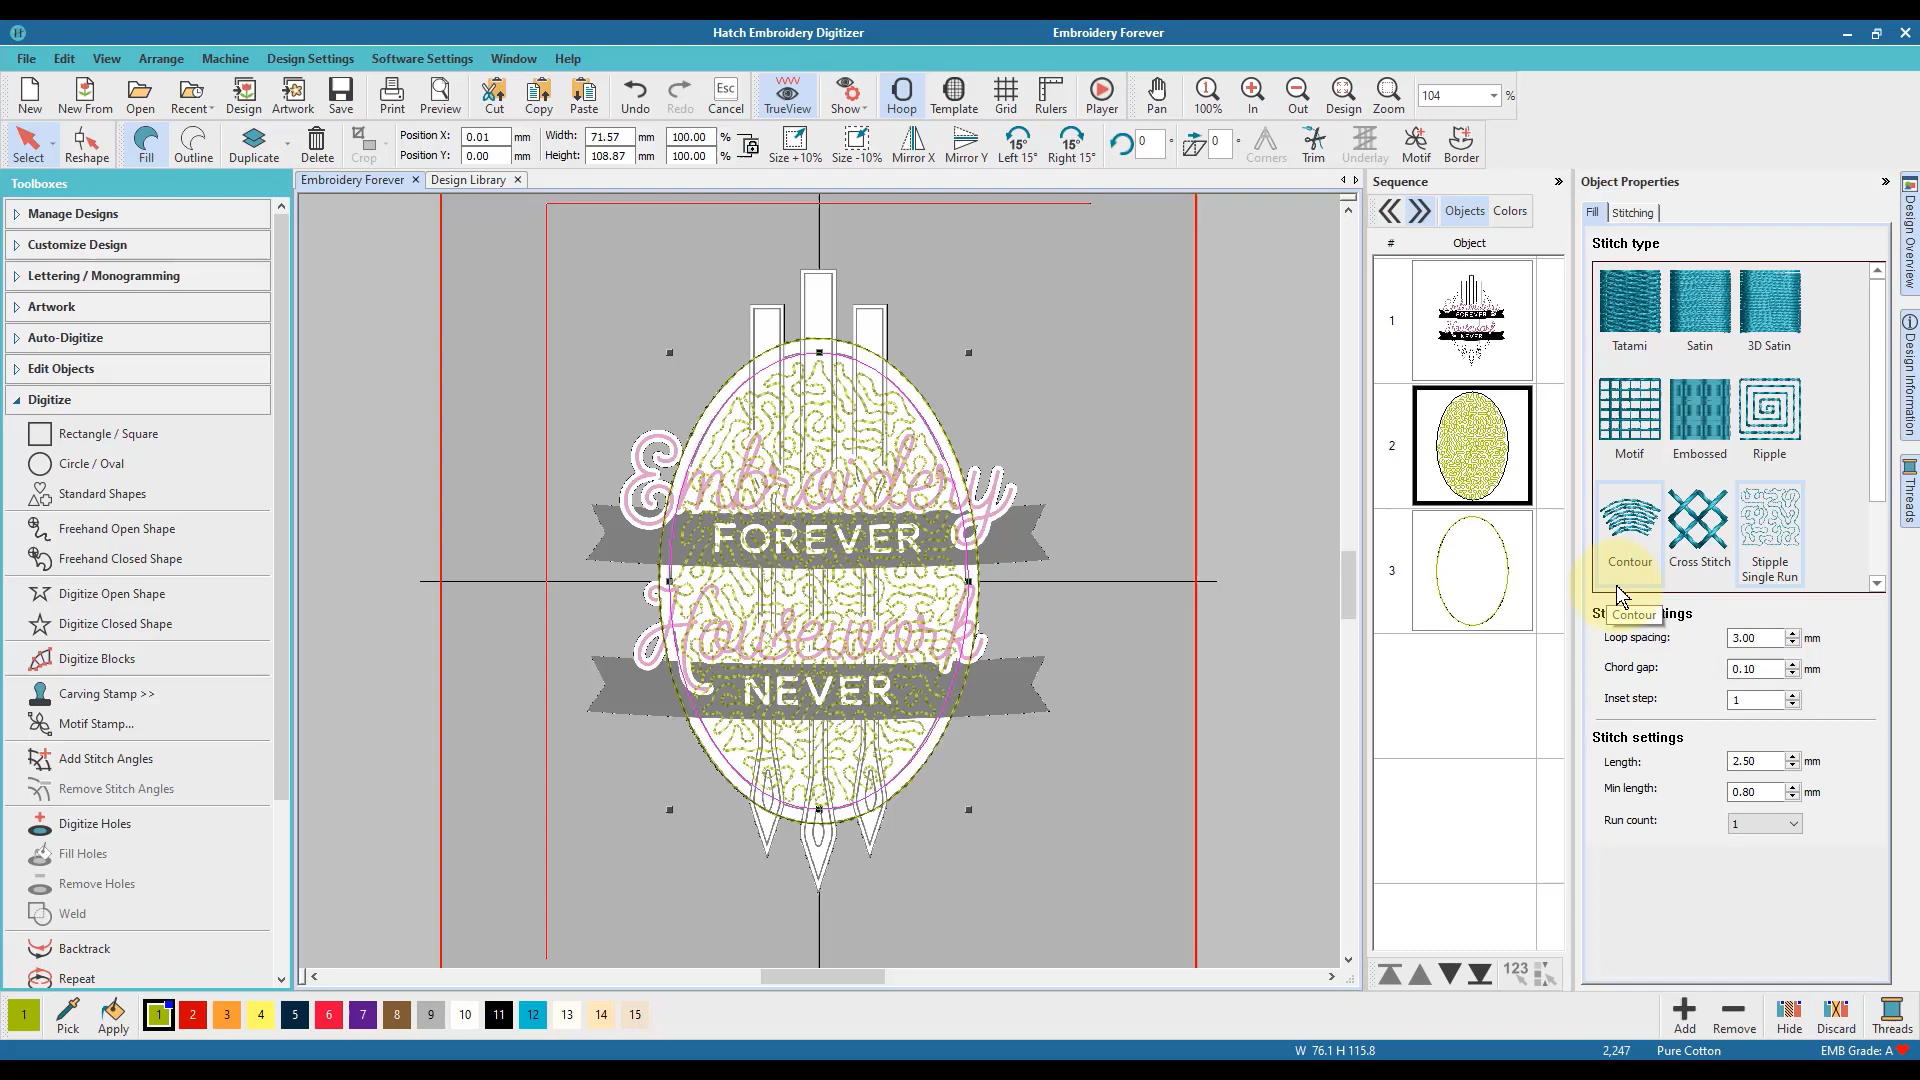 Hatch Embroidery Digitizer Embroidery Forever
File Edit View Arrange Machine Design Settings Software Settings Window Help
New New From Open Recent Design Artwork Save Print Preview Cut Copy Paste Undo Redo Esc Cancel TrueView Show Hoop Template Grid Rulers Player Pan 1 100% In Out Design Zoom 104 %
Select Reshape Fill Outline Duplicate Delete Crop
Position X: 0.01 mm Width: 71.57 mm 100.00 %
Position Y: 0.00 mm Height: 108.87 mm 100.00 %
Size +10% Size -10% Mirror X Mirror Y 15° Left 15° 15° Right 15° 0 ° 0 ° Corners Trim Underlay Motif Border
Toolboxes
Manage Designs
Customize Design
Lettering / Monogramming
Artwork
Auto-Digitize
Edit Objects
Digitize
Rectangle / Square
Circle / Oval
Standard Shapes
Freehand Open Shape
Freehand Closed Shape
Digitize Open Shape
Digitize Closed Shape
Digitize Blocks
Carving Stamp >>
Motif Stamp...
Add Stitch Angles
Remove Stitch Angles
Digitize Holes
Fill Holes
Remove Holes
Weld
Backtrack
Repeat
Embroidery Forever Design Library
Embroidery
FOREVER
Housework
NEVER
Sequence
Objects Colors
# Object
1
FOREVER
2
3
123
Object Properties
Fill Stitching
Stitch type
Tatami Satin 3D Satin
Motif Embossed Ripple
Contour Cross Stitch Stipple
Single Run
Contour
Loop spacing: 3.00 mm
Chord gap: 0.10 mm
Inset step: 1
Stitch settings
Length: 2.50 mm
Min length: 0.80 mm
Run count: 1
Design Overview
Design Information
Threads
1 Pick Apply 1 2 3 4 5 6 7 8 9 10 11 12 13 14 15 Add Remove Hide Discard Threads
W 76.1 H 115.8 2,247 Pure Cotton EMB Grade: A